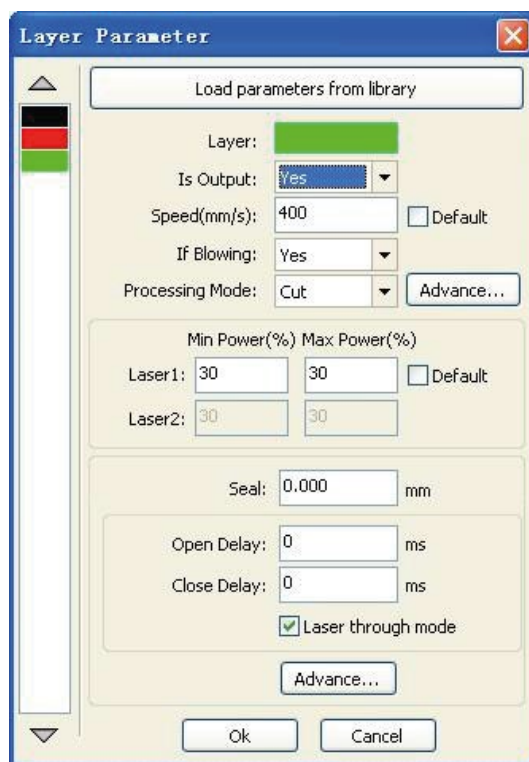 Layer Parameter
Load parameters from library
Layer:
Is Output: Yes
Speed(mm/s): 400 Default
If Blowing: Yes
Processing Mode: Cut Advance...
Min Power(%) Max Power(%)
Laser1: 30 30 Default
Laser2: 30 30
Seal: 0.000 mm
Open Delay: 0 ms
Close Delay: 0 ms
Laser through mode
Advance...
Ok Cancel